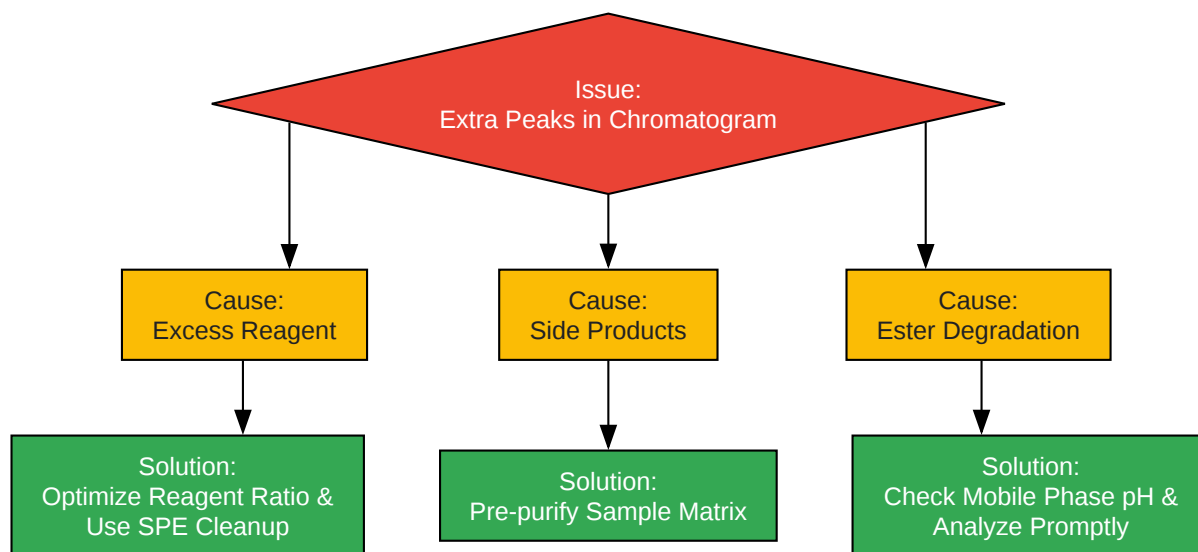 Issue:
Extra Peaks in Chromatogram
Cause:
Excess Reagent
Cause:
Side Products
Cause:
Ester Degradation
Solution:
Optimize Reagent Ratio &
Use SPE Cleanup
Solution:
Pre-purify Sample Matrix
Solution:
Check Mobile Phase pH &
Analyze Promptly